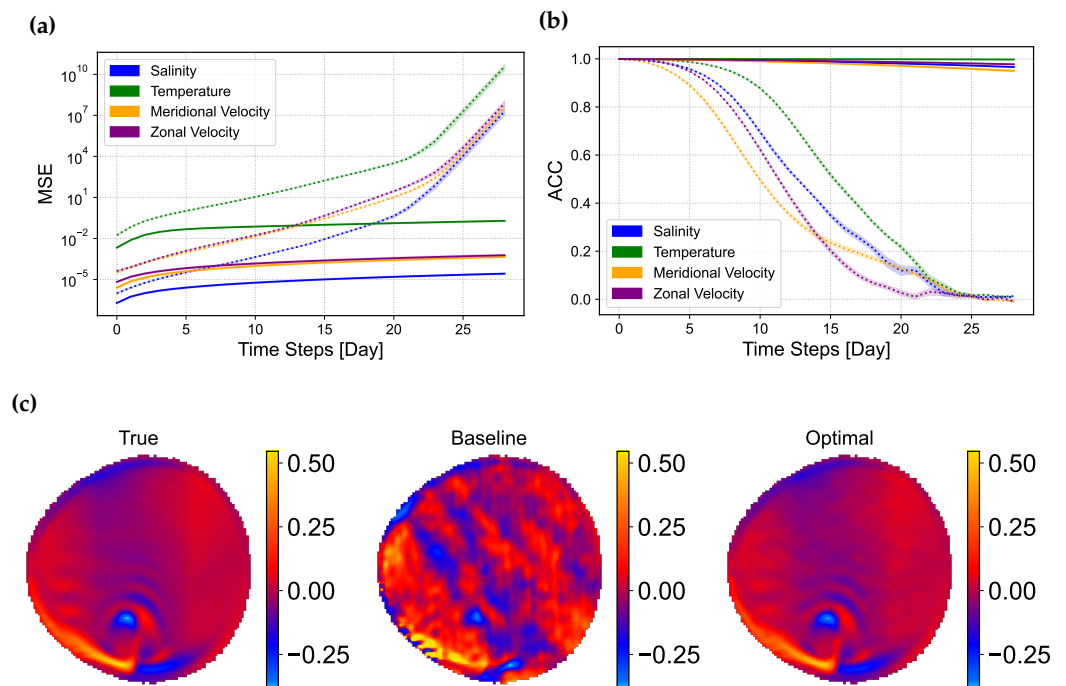 (a)
(b)
MSE
10^10
10^7
10^4
10^1
10^−2
10^−5
Salinity
Temperature
Meridional Velocity
Zonal Velocity
0 5 10 15 20 25
Time Steps [Day]
ACC
1.0
0.8
0.6
0.4
0.2
0.0
Salinity
Temperature
Meridional Velocity
Zonal Velocity
0 5 10 15 20 25
Time Steps [Day]
(c)
True
Baseline
Optimal
0.50
0.25
0.00
−0.25
0.50
0.25
0.00
−0.25
0.50
0.25
0.00
−0.25